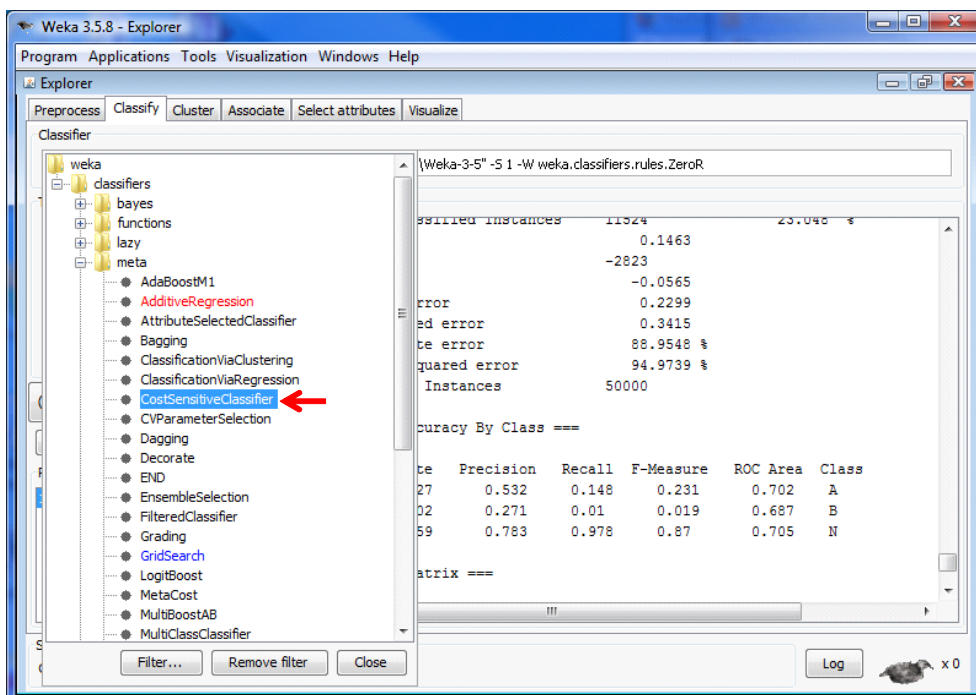 Weka 3.5.8 - Explorer
Program Applications Tools Visualization Windows Help
Explorer
Preprocess Classify Cluster Associate Select attributes Visualize
Classifier
\Weka-3-5" -S 1 -W weka.classifiers.rules.ZeroR
weka
classifiers
bayes
functions
lazy
meta
AdaBoostM1
AdditiveRegression
AttributeSelectedClassifier
Bagging
ClassificationViaClustering
ClassificationViaRegression
CostSensitiveClassifier
CVParameterSelection
Dagging
Decorate
END
EnsembleSelection
FilteredClassifier
Grading
GridSearch
LogitBoost
MetaCost
MultiBoostAB
MultiClassClassifier
Filter... Remove filter Close
ssified Instances 11524 23.048 %
0.1463
-2823
-0.0565
rror 0.2299
ed error 0.3415
te error 88.9548 %
quared error 94.9739 %
Instances 50000
curacy By Class ===
te Precision Recall F-Measure ROC Area Class
27 0.532 0.148 0.231 0.702 A
02 0.271 0.01 0.019 0.687 B
59 0.783 0.978 0.87 0.705 N
atrix ===
Log x 0